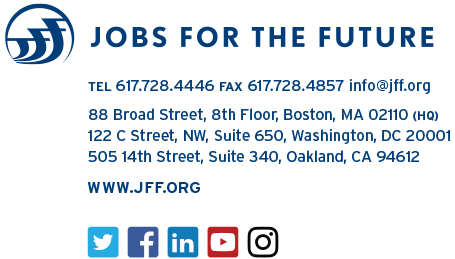 JOBS FOR THE FUTURE
TEL 617.728.4446 FAX 617.728.4857 info@jff.org
88 Broad Street, 8th Floor, Boston, MA 02110 (HQ)
122 C Street, NW, Suite 650, Washington, DC 20001
505 14th Street, Suite 340, Oakland, CA 94612
WWW.JFF.ORG